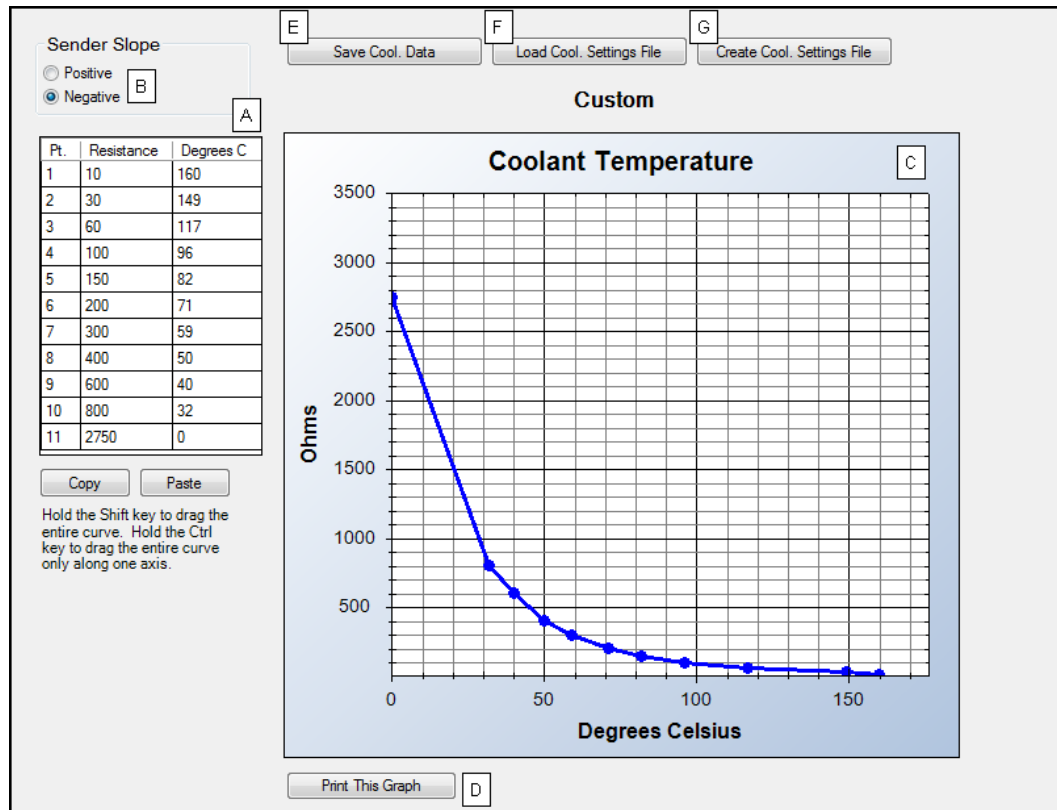 E
F
G
Sender Slope
Save Cool. Data
Load Cool. Settings File
Create Cool. Settings File
Positive
Negative
B
A
Custom
Pt. Resistance Degrees C
1 10 160
2 30 149
3 60 117
4 100 96
5 150 82
6 200 71
7 300 59
8 400 50
9 600 40
10 800 32
11 2750 0
Copy Paste
Hold the Shift key to drag the
entire curve. Hold the Ctrl
key to drag the entire curve
only along one axis.
Coolant Temperature
C
3500
3000
2500
2000
1500
1000
500
Ohms
0 50 100 150
Degrees Celsius
Print This Graph
D